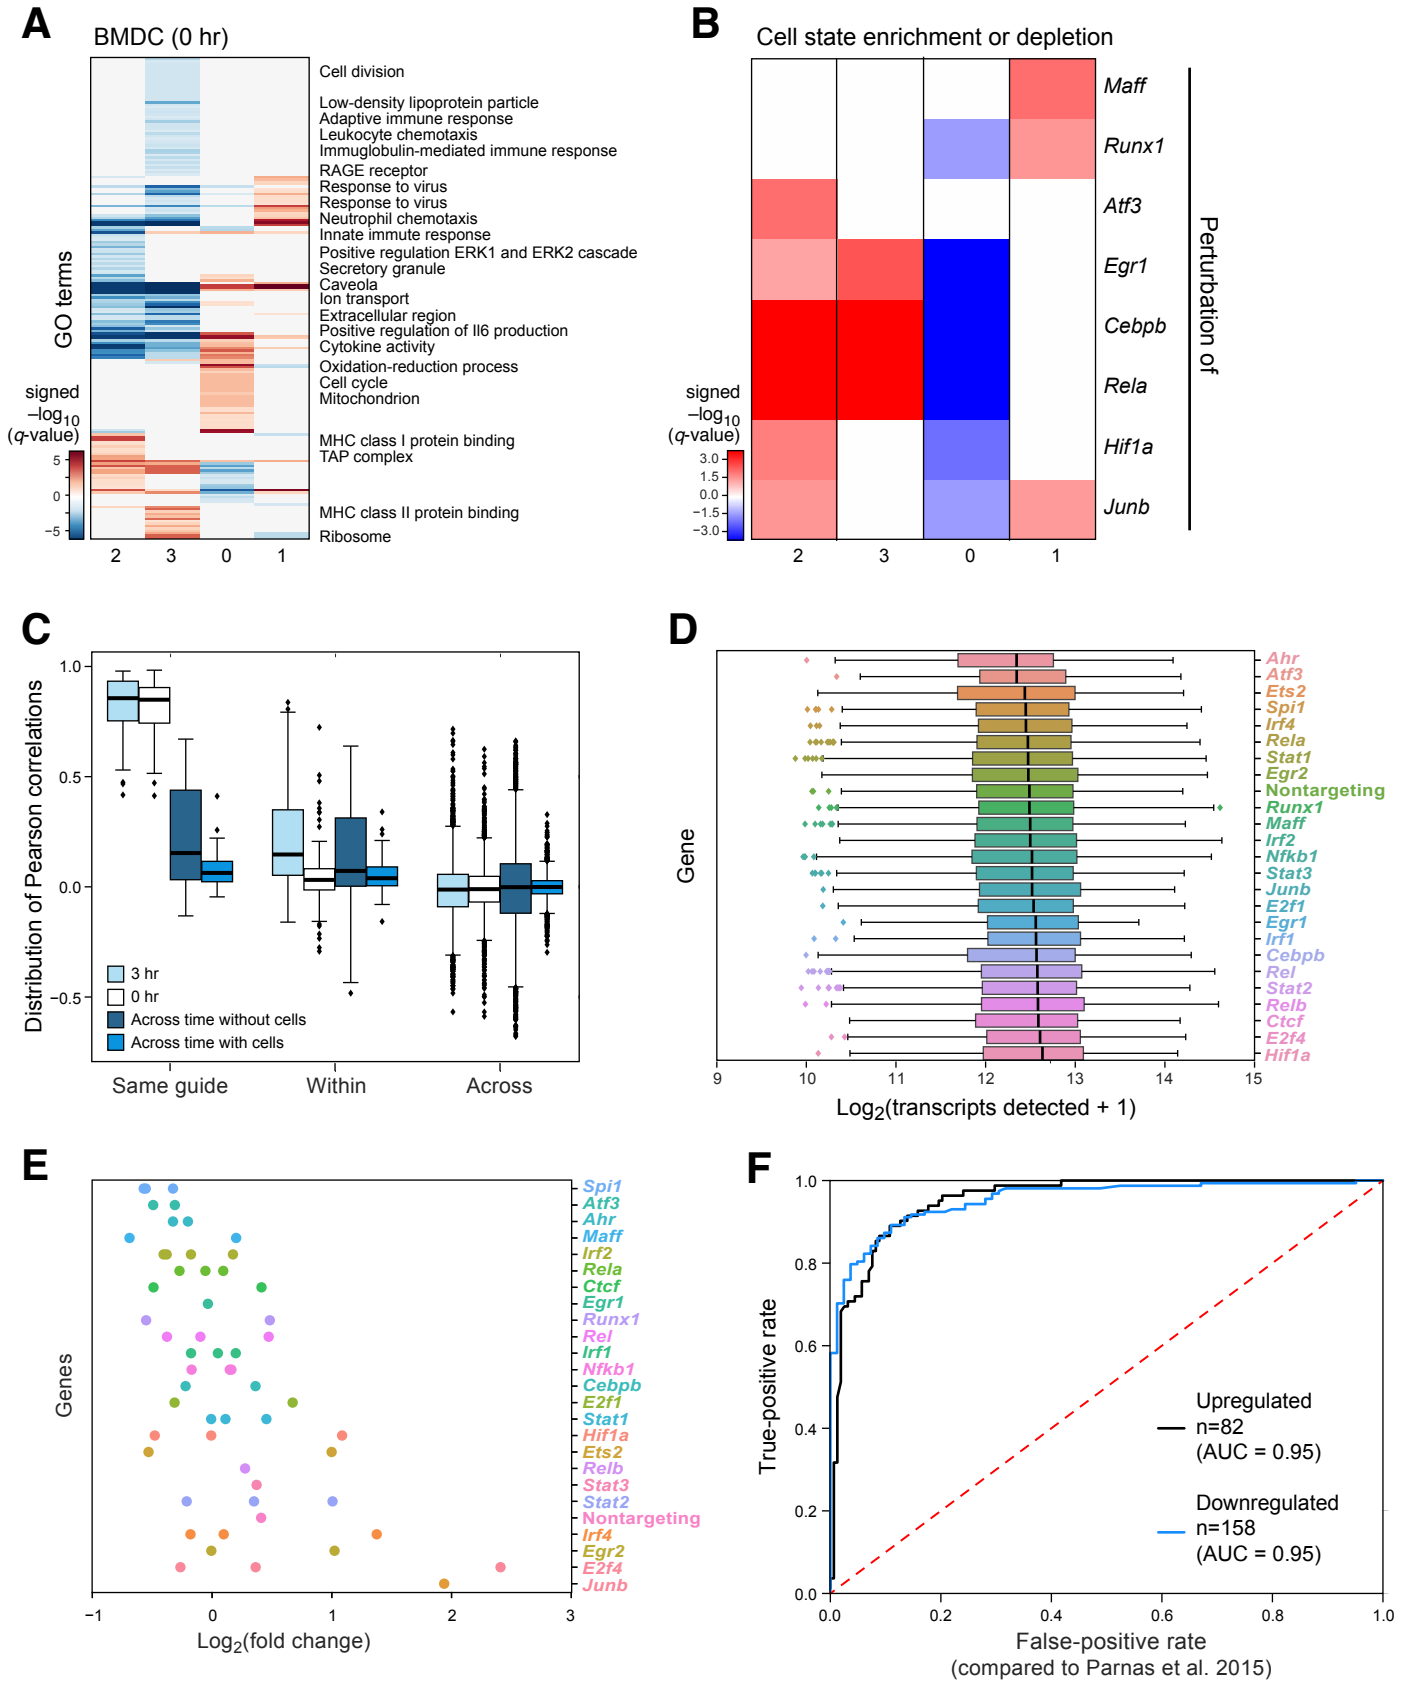 A
BMDC (0 hr)
Cell division
Low-density lipoprotein particle
Adaptive immune response
Leukocyte chemotaxis
Immuglobulin-mediated immune response
RAGE receptor
Response to virus
Response to virus
Neutrophil chemotaxis
Innate immute response
Positive regulation ERK1 and ERK2 cascade
Secretory granule
Caveola
Ion transport
Extracellular region
Positive regulation of Il6 production
Cytokine activity
Oxidation-reduction process
Cell cycle
Mitochondrion
MHC class I protein binding
TAP complex
MHC class II protein binding
Ribosome
GO terms
signed
–log10
(q-value)
5
0
−5
2 3 0 1
B
Cell state enrichment or depletion
Maff
Runx1
Atf3
Egr1
Cebpb
Rela
Hif1a
Junb
Perturbation of
signed
–log10
(q-value)
3.0
1.5
0.0
−1.5
−3.0
2 3 0 1
C
Distribution of Pearson correlations
1.0
0.5
0.0
−0.5
3 hr
0 hr
Across time without cells
Across time with cells
Same guide Within Across
D
Gene
Ahr
Atf3
Ets2
Spi1
Irf4
Rela
Stat1
Egr2
Nontargeting
Runx1
Maff
Irf2
Nfkb1
Stat3
Junb
E2f1
Egr1
Irf1
Cebpb
Rel
Stat2
Relb
Ctcf
E2f4
Hif1a
9 10 11 12 13 14 15
Log2(transcripts detected + 1)
E
Genes
Spi1
Atf3
Ahr
Maff
Irf2
Rela
Ctcf
Egr1
Runx1
Rel
Irf1
Nfkb1
Cebpb
E2f1
Stat1
Hif1a
Ets2
Relb
Stat3
Stat2
Nontargeting
Irf4
Egr2
E2f4
Junb
−1 0 1 2 3
Log2(fold change)
F
True-positive rate
1.0
0.8
0.6
0.4
0.2
0.0
Upregulated
n=82
(AUC = 0.95)
Downregulated
n=158
(AUC = 0.95)
0.0 0.2 0.4 0.6 0.8 1.0
False-positive rate
(compared to Parnas et al. 2015)